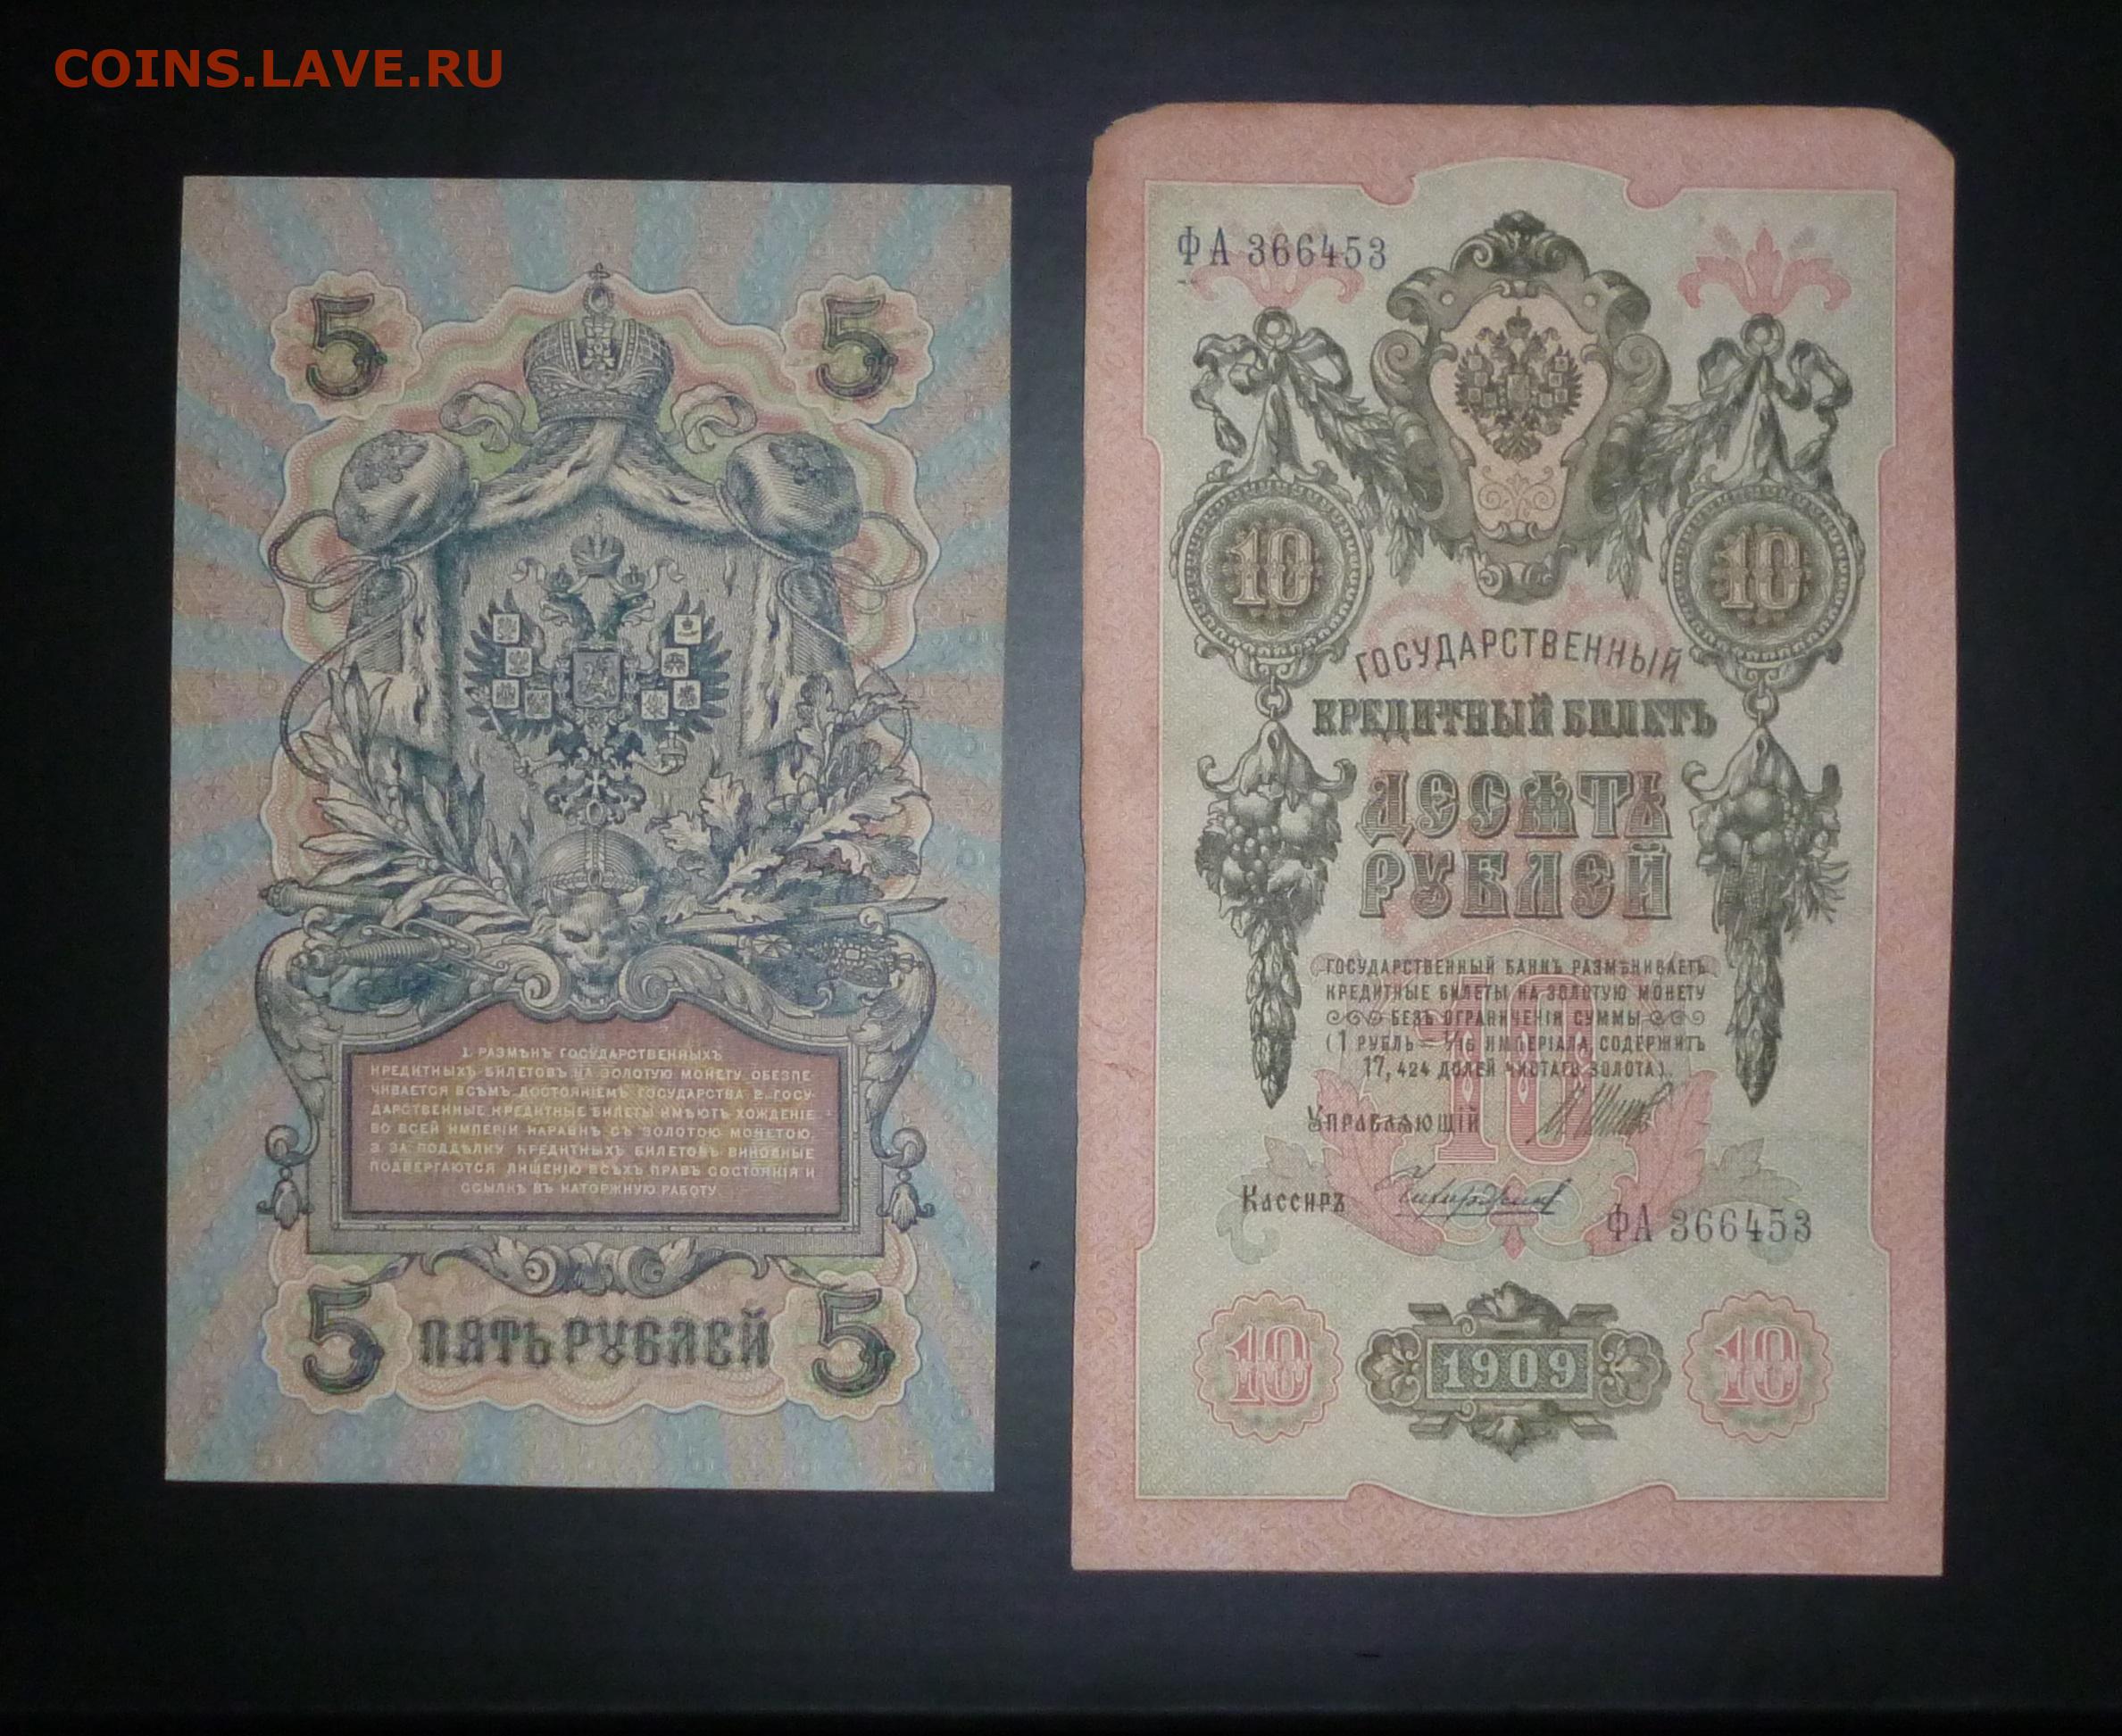 COINS.LAVE.RU
5 5
1. РАЗМѢНЪ ГОСУДАРСТВЕННЫХЪ
КРЕДИТНЫХЪ БИЛЕТОВЪ НА ЗОЛОТУЮ МОНЕТУ ОБЕЗПЕ-
ЧИВАЕТСЯ ВСѢМЪ ДОСТОЯНІЕМЪ ГОСУДАРСТВА 2. ГОСУ-
ДАРСТВЕННЫЕ КРЕДИТНЫЕ БИЛЕТЫ ИМѢЮТЪ ХОЖДЕНІЕ
ВО ВСЕЙ ИМПЕРІИ НАРАВНѢ СЪ ЗОЛОТОЮ МОНЕТОЮ.
3. ЗА ПОДДѢЛКУ КРЕДИТНЫХЪ БИЛЕТОВЪ ВИНОВНЫЕ
ПОДВЕРГАЮТСЯ ЛИШЕНІЮ ВСѢХЪ ПРАВЪ СОСТОЯНІЯ И
ССЫЛКѢ ВЪ КАТОРЖНУЮ РАБОТУ
5 ПЯТЬ РУБЛЕЙ 5
ФА 366453
10 10
ГОСУДАРСТВЕННЫЙ
КРЕДИТНЫЙ БИЛЕТЪ
ДЕСЯТЬ
РУБЛЕЙ
ГОСУДАРСТВЕННЫЙ БАНКЪ РАЗМѢНИВАЕТЪ
КРЕДИТНЫЕ БИЛЕТЫ НА ЗОЛОТУЮ МОНЕТУ
БЕЗЪ ОГРАНИЧЕНІЯ СУММЫ
(1 РУБЛЬ = 1/15 ИМПЕРІАЛА, СОДЕРЖИТЪ
17,424 ДОЛЕЙ ЧИСТАГО ЗОЛОТА).
10
Управляющій
Кассиръ
ФА 366453
10 1909 10